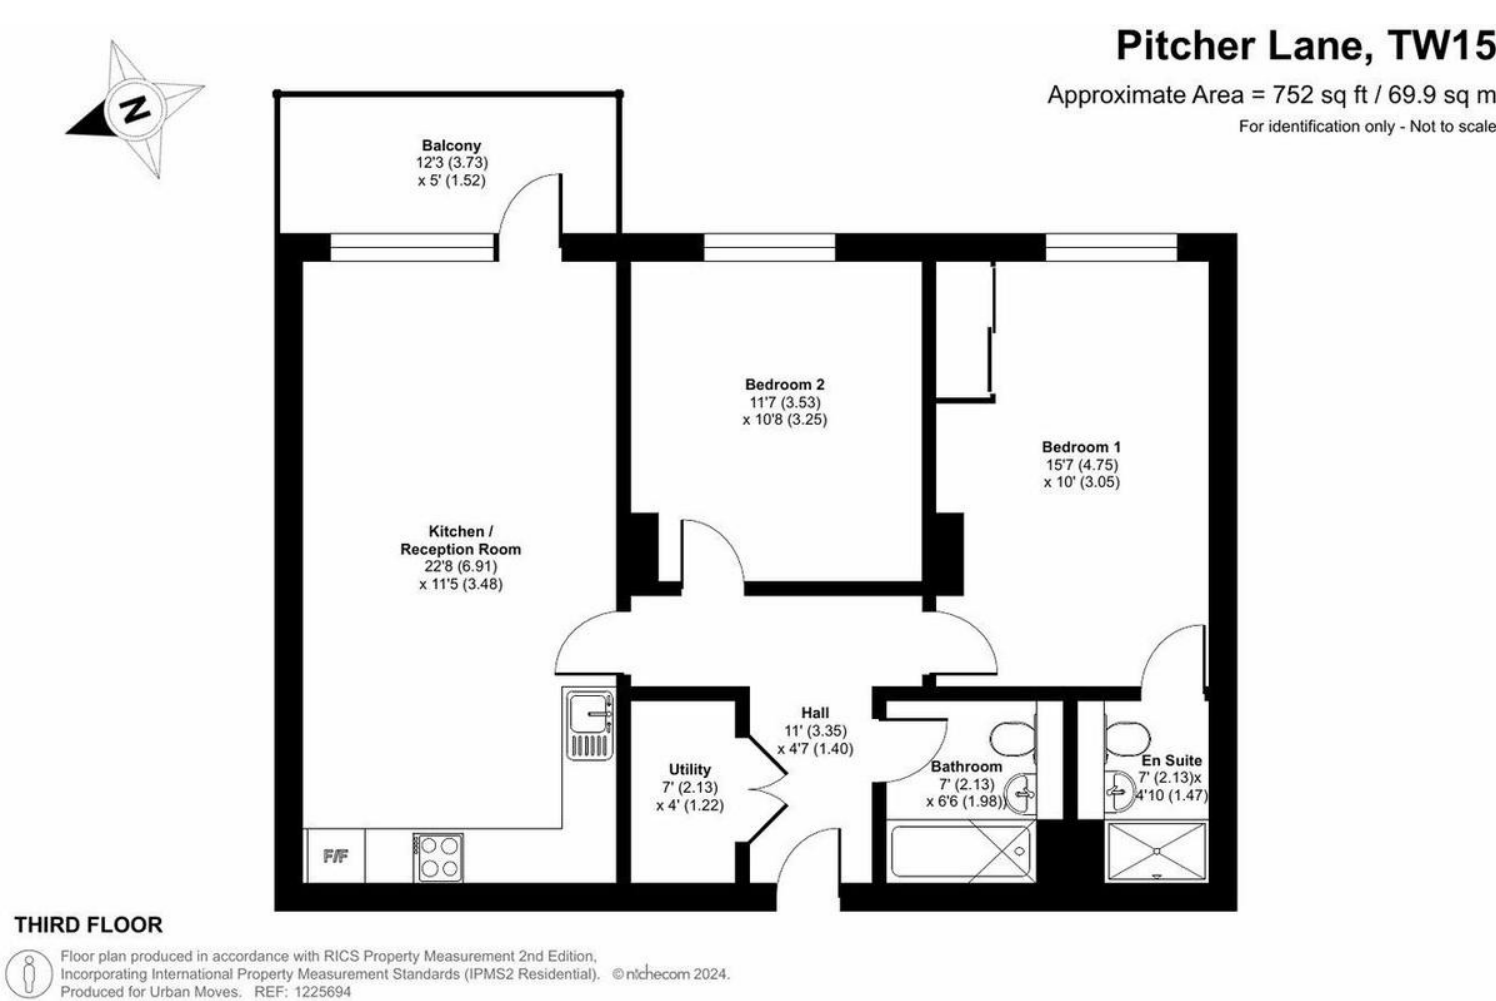 Pitcher Lane, TW15
Approximate Area = 752 sq ft / 69.9 sq m
For identification only - Not to scale
N
Balcony
12'3 (3.73)
x 5' (1.52)
Bedroom 2
11'7 (3.53)
x 10'8 (3.25)
Bedroom 1
15'7 (4.75)
x 10' (3.05)
Kitchen /
Reception Room
22'8 (6.91)
x 11'5 (3.48)
Hall
11' (3.35)
x 4'7 (1.40)
Utility
7' (2.13)
x 4' (1.22)
Bathroom
7' (2.13)
x 6'6 (1.98)
En Suite
7' (2.13)x
4'10 (1.47)
F/F
THIRD FLOOR
Floor plan produced in accordance with RICS Property Measurement 2nd Edition,
Incorporating International Property Measurement Standards (IPMS2 Residential). © nichecom 2024.
Produced for Urban Moves. REF: 1225694